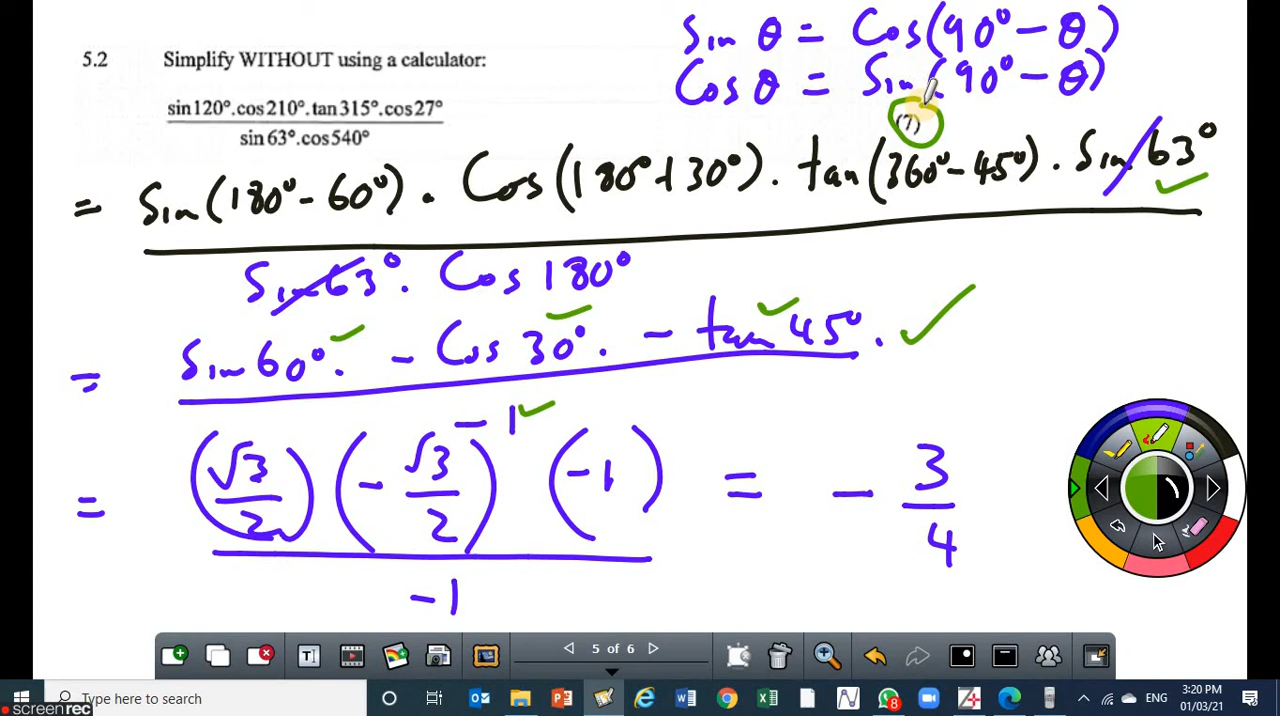 5.2 Simplify WITHOUT using a calculator:
sin120°.cos210°.tan315°.cos27°
sin63°.cos540°
(7)
Sin θ = Cos(90° − θ)
Cos θ = Sin(90° − θ)
= Sin(180° − 60°) . Cos(180° + 30°) . tan(360° − 45°) . Sin 63°
Sin 63° . Cos 180°
= Sin 60° . − Cos 30° . − tan 45° .
− 1
= (√3/2) (− √3/2) (−1) = − 3/4
−1
T
5 of 6
Type here to search
8
ENG
3:20 PM
01/03/21
screenrec